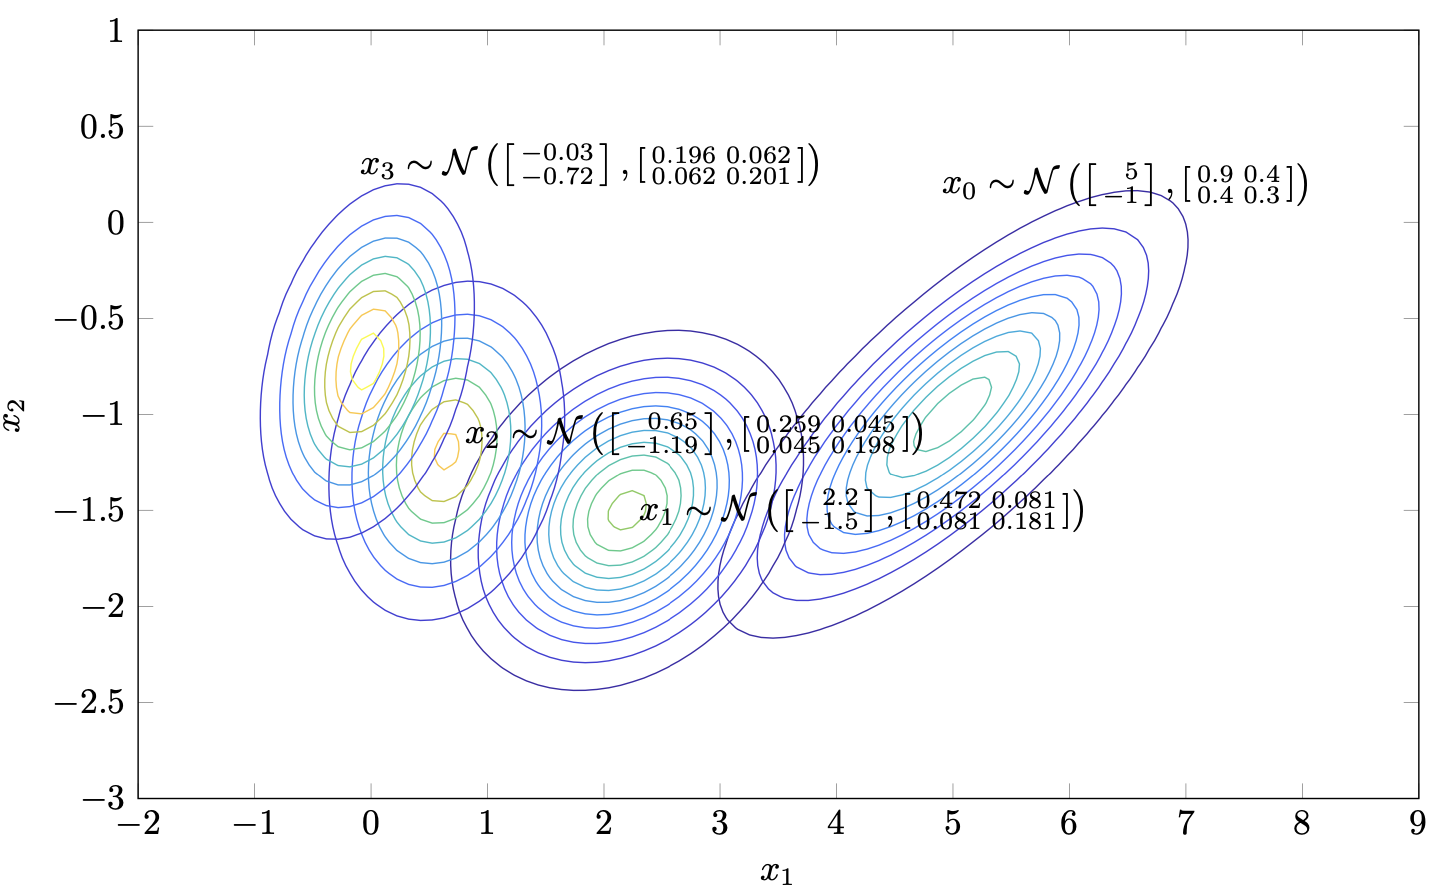 1
0.5
x₃ ∼ 𝒩([−0.03 −0.72], [0.196 0.062 0.062 0.201])
x₀ ∼ 𝒩([5 −1], [0.9 0.4 0.4 0.3])
0
−0.5
−1
x₂ ∼ 𝒩([0.65 −1.19], [0.259 0.045 0.045 0.198])
−1.5
x₁ ∼ 𝒩([2.2 −1.5], [0.472 0.081 0.081 0.181])
−2
−2.5
−3
x₂
−2 −1 0 1 2 3 4 5 6 7 8 9
x₁